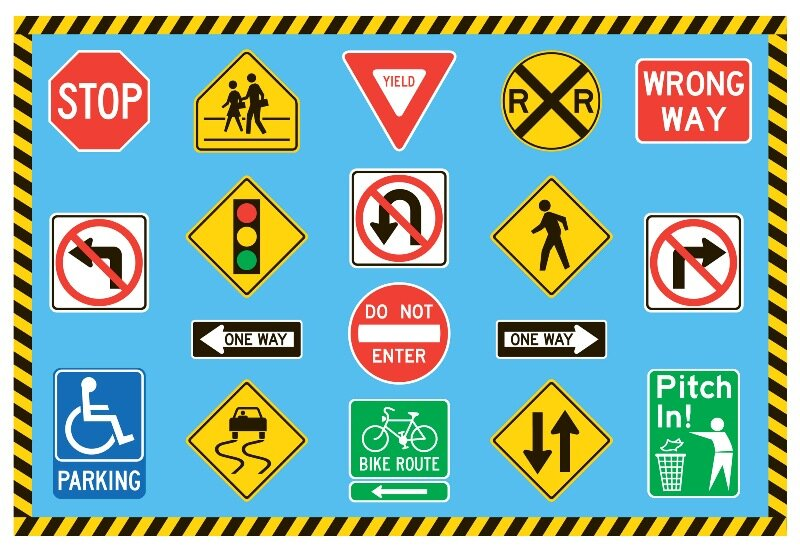 STOP
YIELD
R R
WRONG
WAY
ONE WAY
DO NOT
ENTER
ONE WAY
PARKING
BIKE ROUTE
Pitch
In!